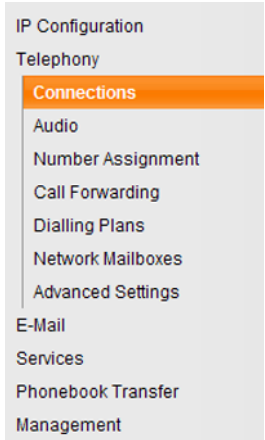 IP Configuration
Telephony
Connections
Audio
Number Assignment
Call Forwarding
Dialling Plans
Network Mailboxes
Advanced Settings
E-Mail
Services
Phonebook Transfer
Management